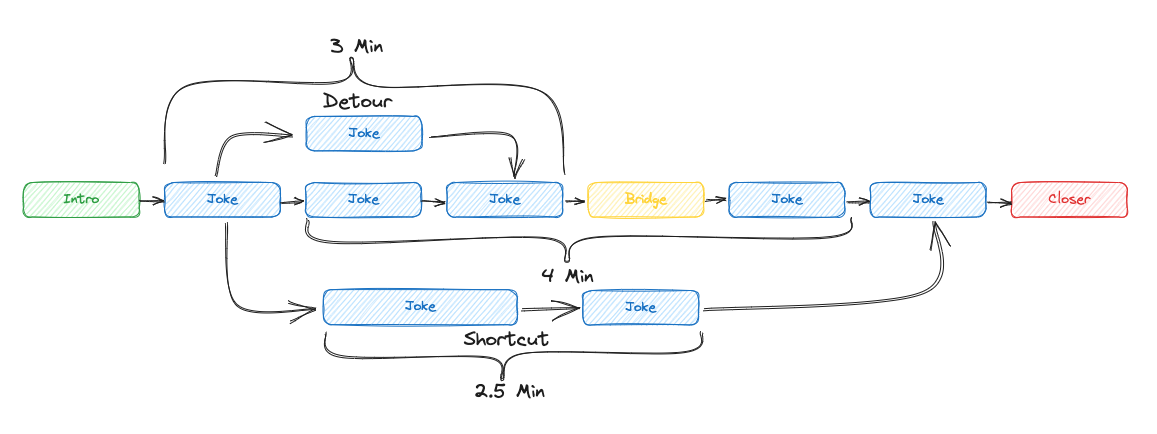 3 Min
Detour
Joke
Intro
Joke
Joke
Joke
Bridge
Joke
Joke
Closer
4 Min
Joke
Joke
Shortcut
2.5 Min